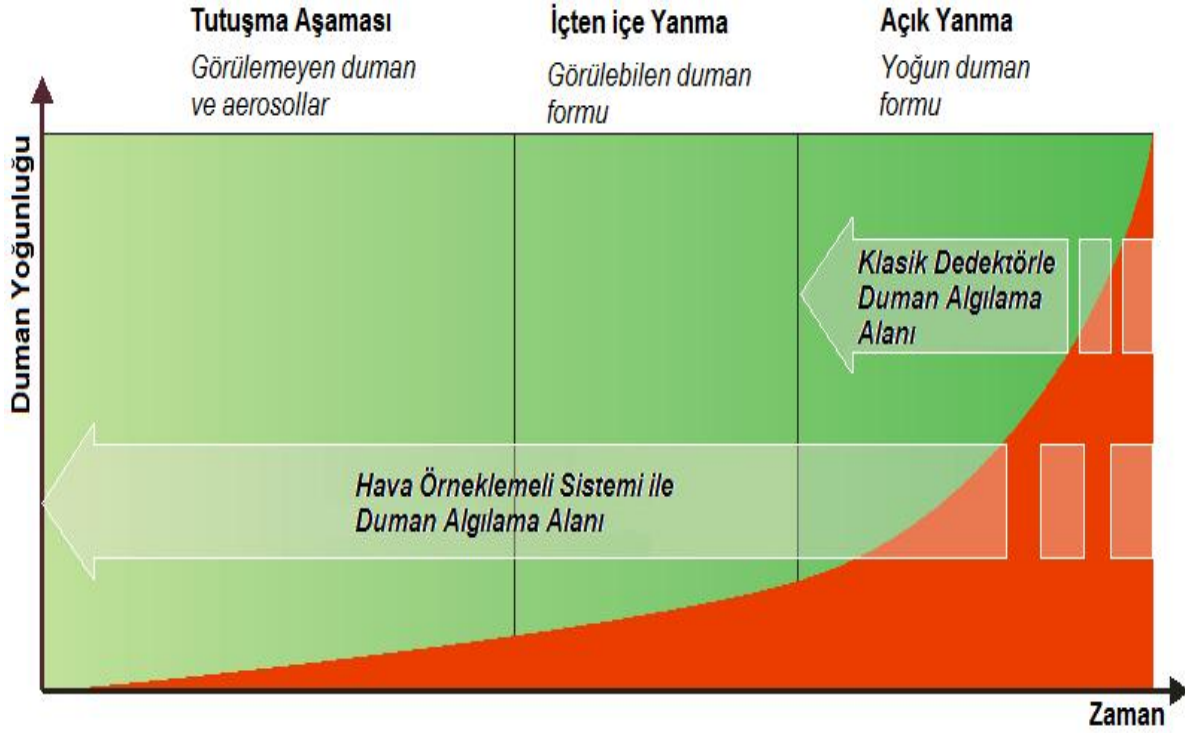 Tutuşma Aşaması
Görülemeyen duman
ve aerosollar
İçten içe Yanma
Görülebilen duman
formu
Açık Yanma
Yoğun duman
formu
Duman Yoğunluğu
Klasik Dedektörle
Duman Algılama
Alanı
Hava Örneklemeli Sistemi ile
Duman Algılama Alanı
Zaman